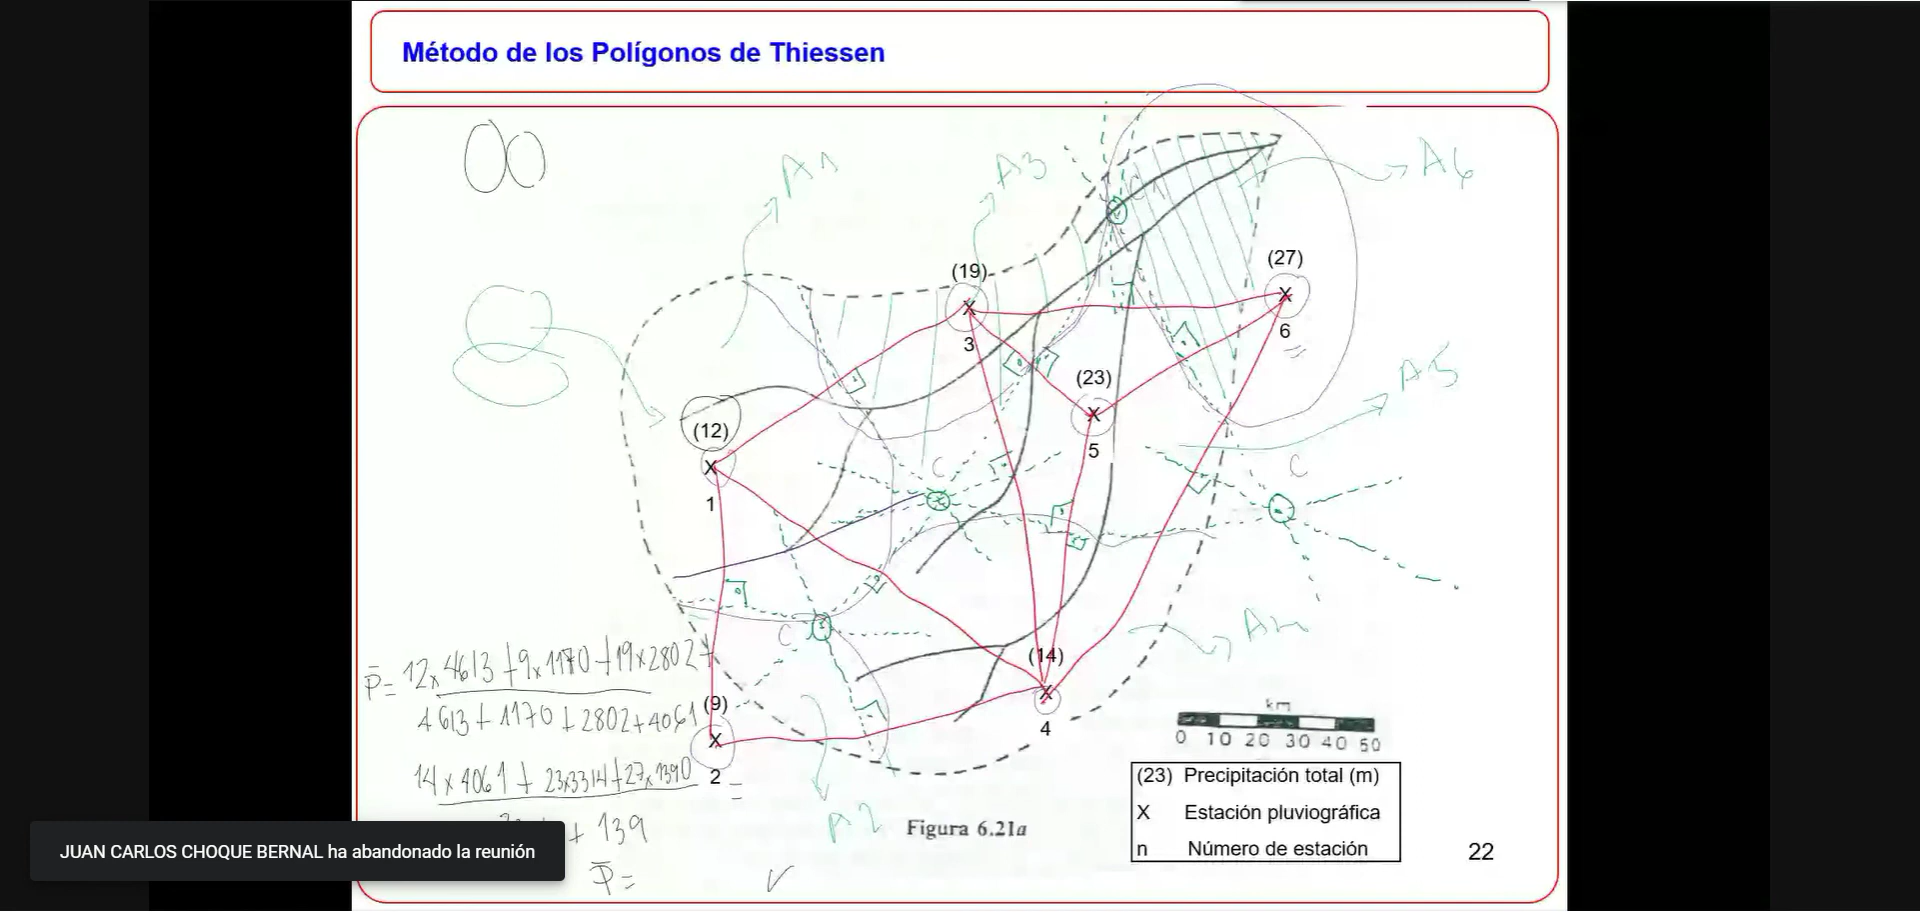 Método de los Polígonos de Thiessen
A1
A3
A6
C
(19)
3
(27)
6
(23)
5
A5
(12)
1
C
C
C
(14)
4
(9)
2
A4
A2
P̄ = 12x4613 + 9x1170 + 19x2802 +
4613 + 1170 + 2802 + 4061
14 x 4061 + 23x3314 + 27x1390 =
+ 139
P̄ =
km
0 10 20 30 40 50
(23) Precipitación total (m)
X Estación pluviográfica
n Número de estación
Figura 6.21a
22
JUAN CARLOS CHOQUE BERNAL ha abandonado la reunión